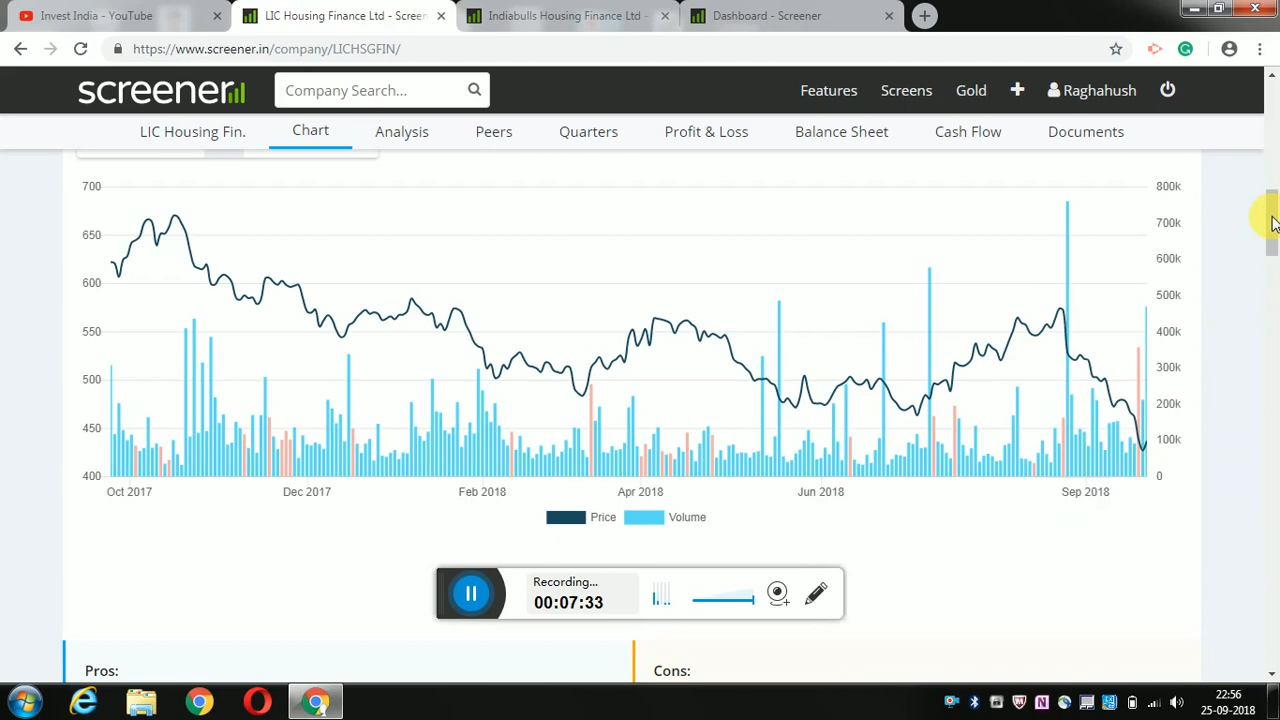 Invest India - YouTube
LIC Housing Finance Ltd - Screen
Indiabulls Housing Finance Ltd -
Dashboard - Screener
https://www.screener.in/company/LICHSGFIN/
screener
Company Search...
Features
Screens
Gold
Raghahush
LIC Housing Fin.
Chart
Analysis
Peers
Quarters
Profit & Loss
Balance Sheet
Cash Flow
Documents
700
650
600
550
500
450
400
800k
700k
600k
500k
400k
300k
200k
100k
0
Oct 2017
Dec 2017
Feb 2018
Apr 2018
Jun 2018
Sep 2018
Price
Volume
Recording...
00:07:33
Pros:
Cons:
22:56
25-09-2018